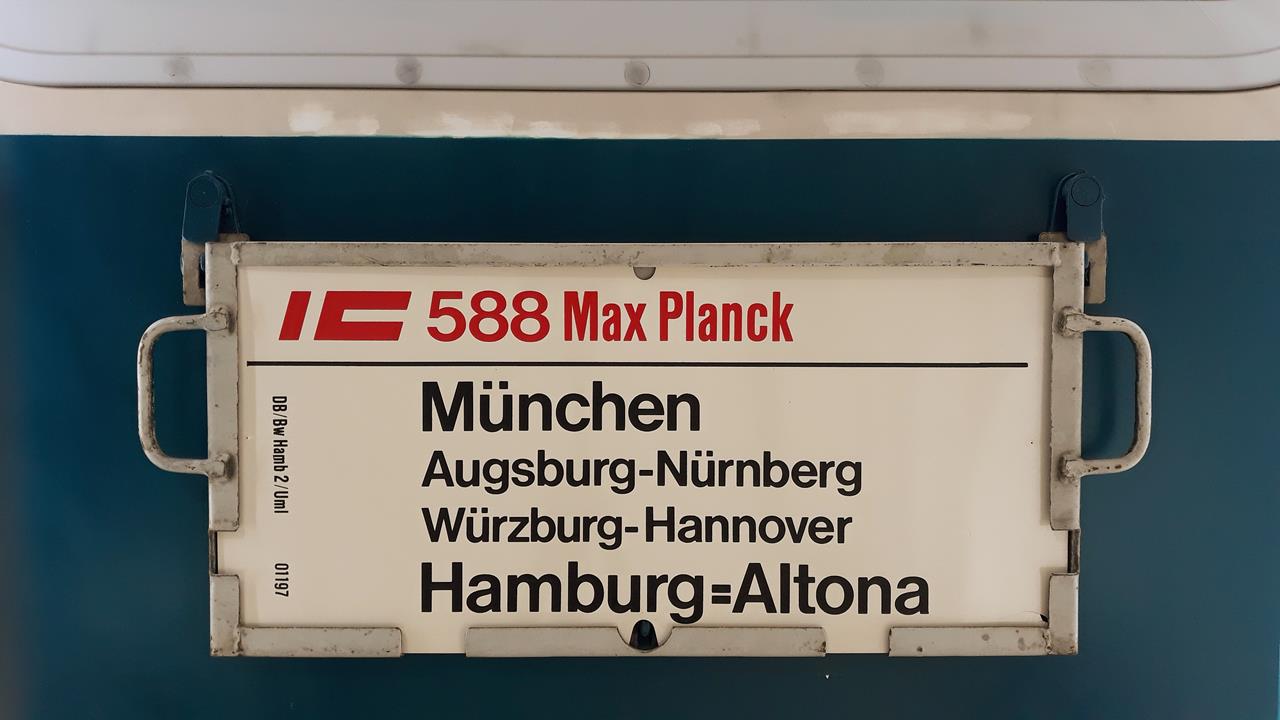 IC 588 Max Planck
München
Augsburg-Nürnberg
Würzburg-Hannover
Hamburg=Altona
DB/Bw Hamb 2/Uml 01197